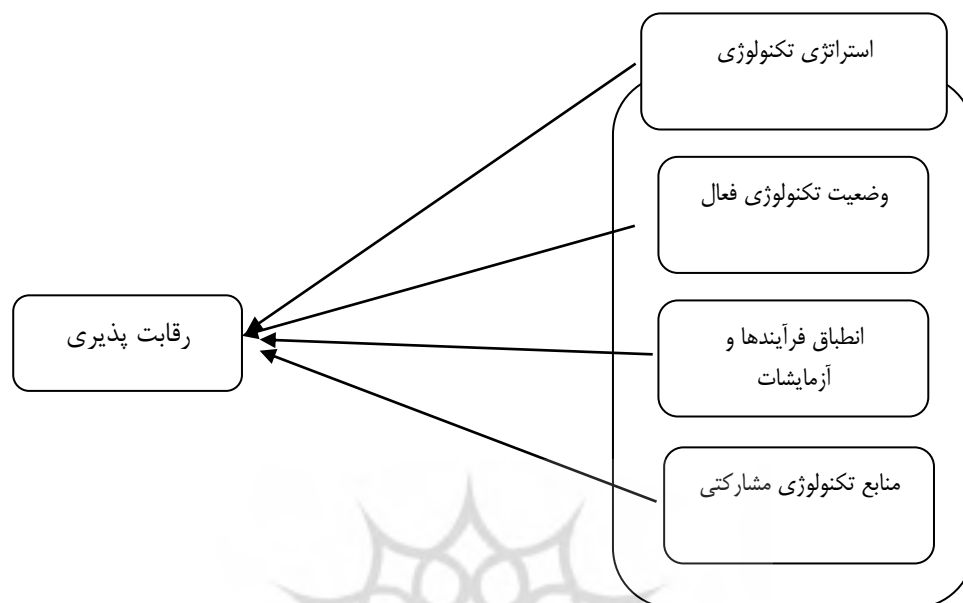 استراتژی تکنولوژی
وضعیت تکنولوژی فعال
انطباق فرآیندها و
آزمایشات
منابع تکنولوژی مشارکتی
رقابت پذیری